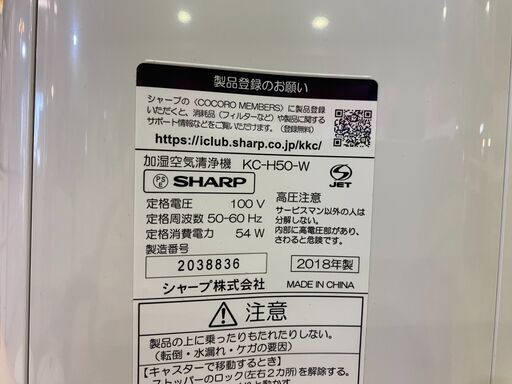 製品登録のお願い
シャープの〈COCORO MEMBERS〉に製品登録
いただくと、消耗品(フィルターなど)や製品に関する
サポート情報などをご覧いただけます。(登録無料)
https://iclub.sharp.co.jp/kkc/
加湿空気清浄機 KC-H50-W
PS E SHARP
JET
定格電圧 100 V
定格周波数 50-60 Hz
定格消費電力 54 W
製造番号
2038836
シャープ株式会社
高圧注意
サービスマン以外の人は
分解しない。
内部に高電圧部があり、
さわると危険です。
2018年製
MADE IN CHINA
注意
製品の上に乗ったりもたれたりしない。
(転倒・水漏れ・ケガの要因)
【キャスターで移動するとき】
ストッパーのロック(左右2カ所)を解除する。